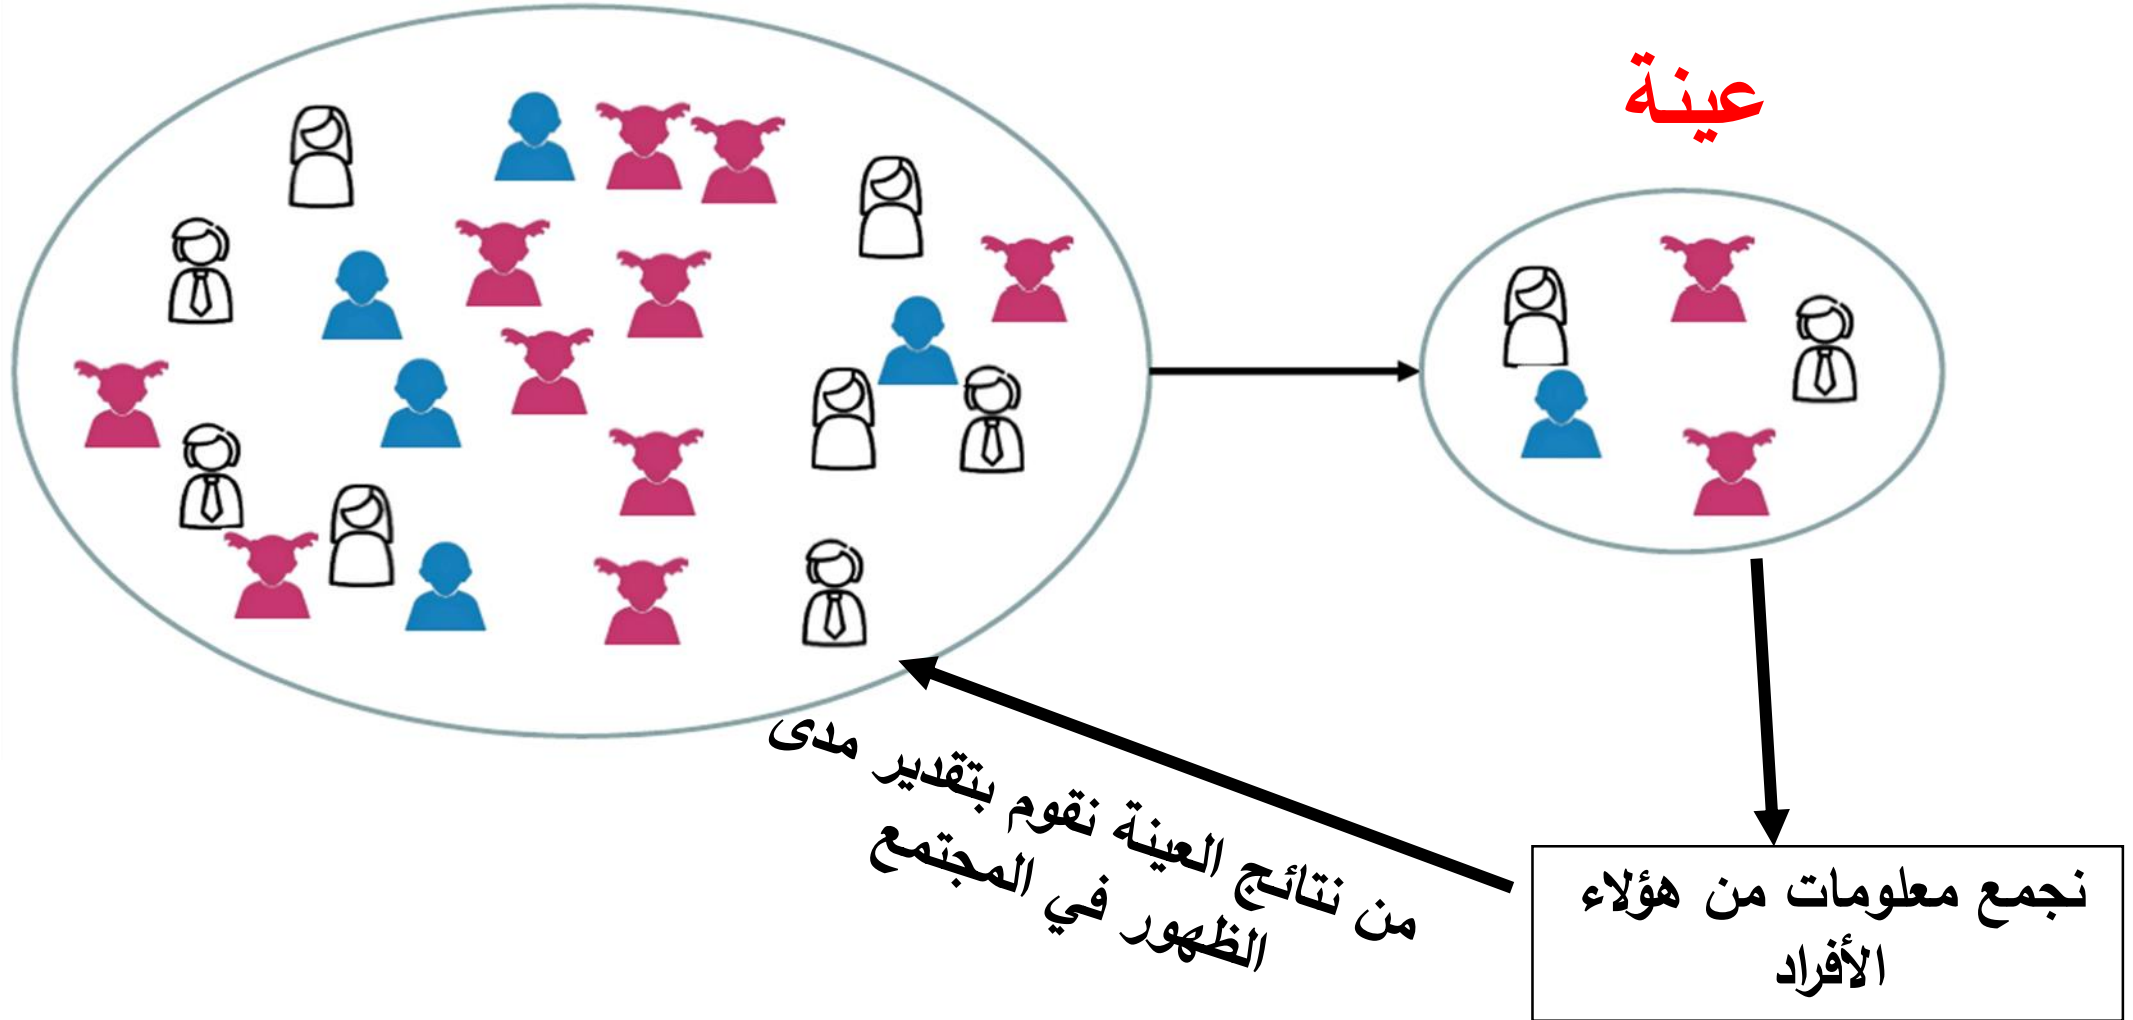 عينة
نجمع معلومات من هؤلاء
الأفراد
من نتائج العينة نقوم بتقدير مدى
الظهور في المجتمع